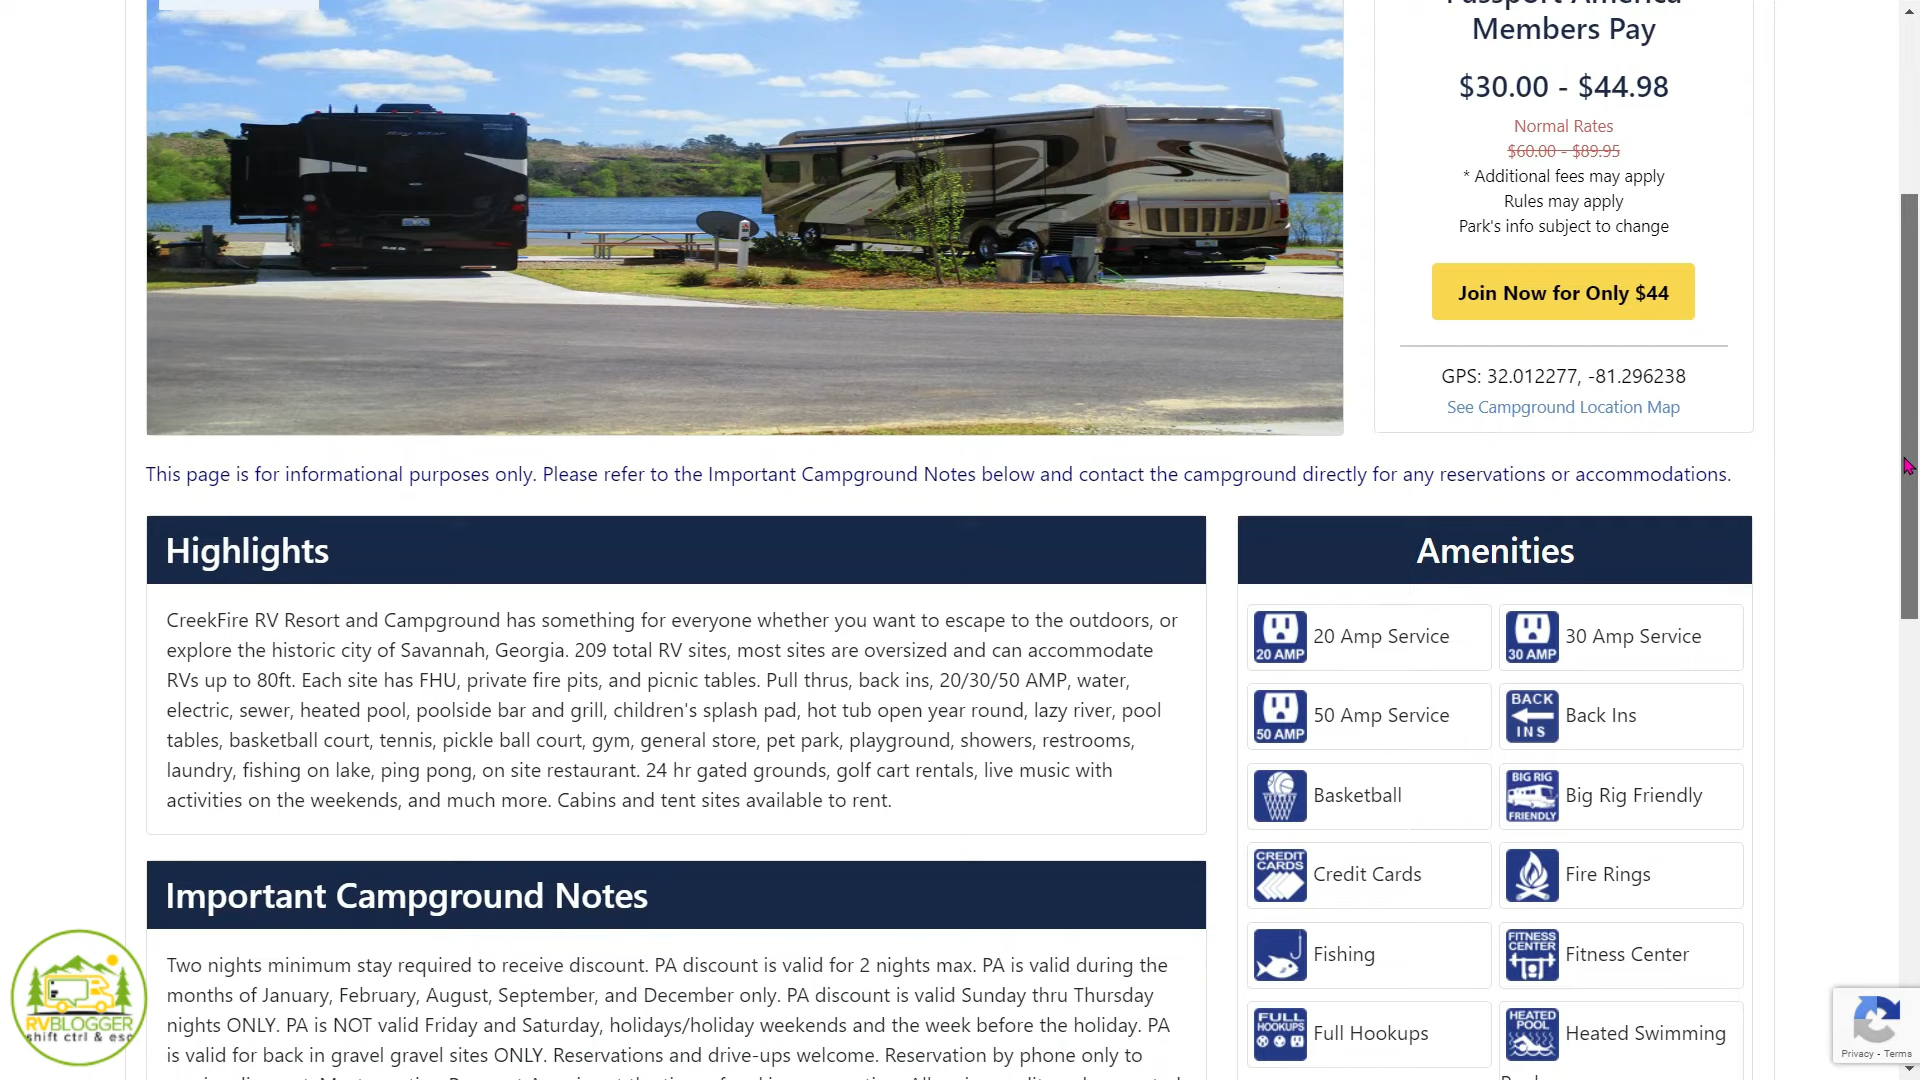 Members Pay
$30.00 - $44.98
Normal Rates
$60.00 - $89.95
* Additional fees may apply
Rules may apply
Park's info subject to change
Join Now for Only $44
GPS: 32.012277, -81.296238
See Campground Location Map
This page is for informational purposes only. Please refer to the Important Campground Notes below and contact the campground directly for any reservations or accommodations.
Highlights
CreekFire RV Resort and Campground has something for everyone whether you want to escape to the outdoors, or
explore the historic city of Savannah, Georgia. 209 total RV sites, most sites are oversized and can accommodate
RVs up to 80ft. Each site has FHU, private fire pits, and picnic tables. Pull thrus, back ins, 20/30/50 AMP, water,
electric, sewer, heated pool, poolside bar and grill, children's splash pad, hot tub open year round, lazy river, pool
tables, basketball court, tennis, pickle ball court, gym, general store, pet park, playground, showers, restrooms,
laundry, fishing on lake, ping pong, on site restaurant. 24 hr gated grounds, golf cart rentals, live music with
activities on the weekends, and much more. Cabins and tent sites available to rent.
Important Campground Notes
Two nights minimum stay required to receive discount. PA discount is valid for 2 nights max. PA is valid during the
months of January, February, August, September, and December only. PA discount is valid Sunday thru Thursday
nights ONLY. PA is NOT valid Friday and Saturday, holidays/holiday weekends and the week before the holiday. PA
is valid for back in gravel gravel sites ONLY. Reservations and drive-ups welcome. Reservation by phone only to
Amenities
20 AMP
20 Amp Service
30 AMP
30 Amp Service
50 AMP
50 Amp Service
BACK
INS
Back Ins
Basketball
BIG RIG
FRIENDLY
Big Rig Friendly
CREDIT
CARDS
Credit Cards
Fire Rings
Fishing
FITNESS
CENTER
Fitness Center
FULL
HOOKUPS
Full Hookups
HEATED
POOL
Heated Swimming
RVBLOGGER
shift ctrl & esc
Privacy - Terms